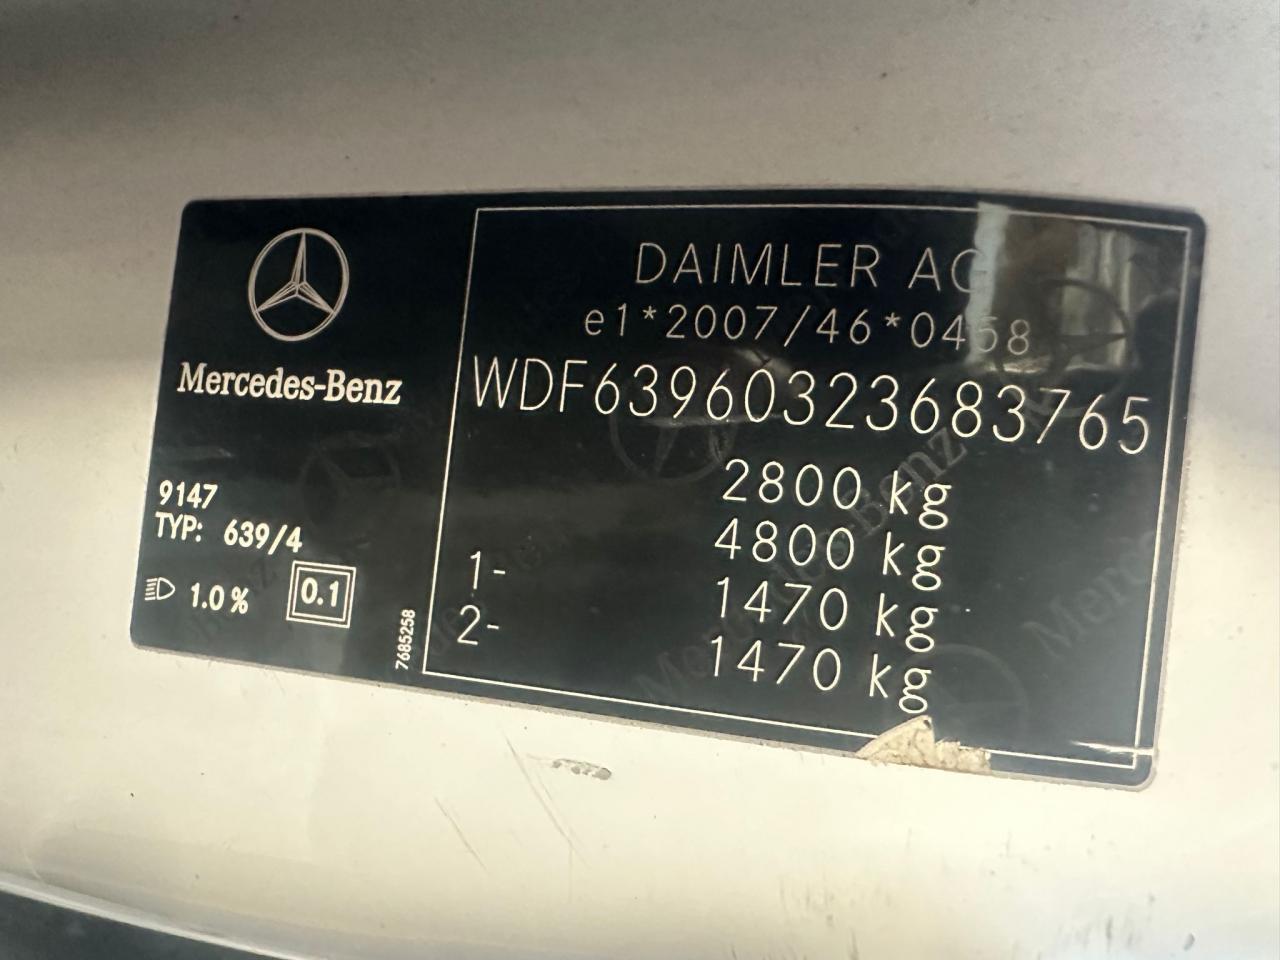 Mercedes-Benz
9147
TYP: 639/4
1.0%
0.1
7685258
DAIMLER AG
e1*2007/46*0458
WDF63960323683765
2800 kg
4800 kg
1- 1470 kg
2- 1470 kg